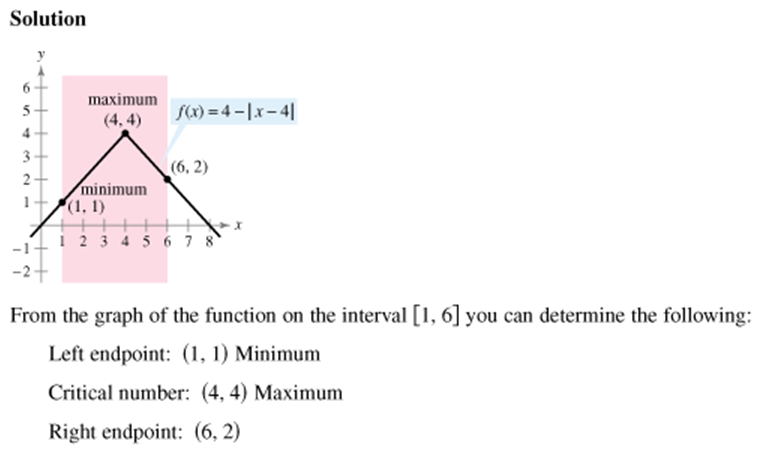 Solution
y
6
5
4
3
2
1
−1
−2
maximum
(4, 4)
f(x) = 4 − |x − 4|
(6, 2)
minimum
(1, 1)
x
1 2 3 4 5 6 7 8
From the graph of the function on the interval [1, 6] you can determine the following:
Left endpoint: (1, 1) Minimum
Critical number: (4, 4) Maximum
Right endpoint: (6, 2)